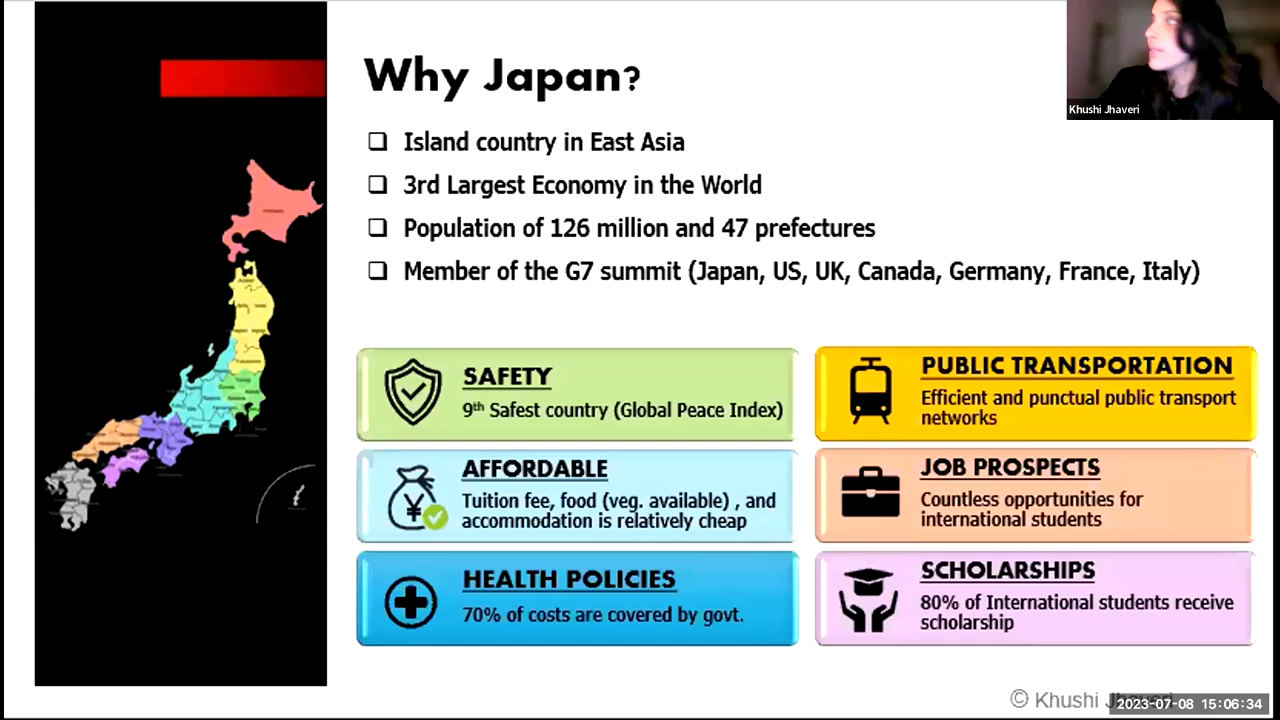 Why Japan?
Khushi Jhaveri
❑ Island country in East Asia
❑ 3rd Largest Economy in the World
❑ Population of 126 million and 47 prefectures
❑ Member of the G7 summit (Japan, US, UK, Canada, Germany, France, Italy)
SAFETY
9th Safest country (Global Peace Index)
PUBLIC TRANSPORTATION
Efficient and punctual public transport
networks
AFFORDABLE
Tuition fee, food (veg. available) , and
accommodation is relatively cheap
JOB PROSPECTS
Countless opportunities for
international students
HEALTH POLICIES
70% of costs are covered by govt.
SCHOLARSHIPS
80% of International students receive
scholarship
© Khushi Jhaveri
2023-07-08 15:06:34